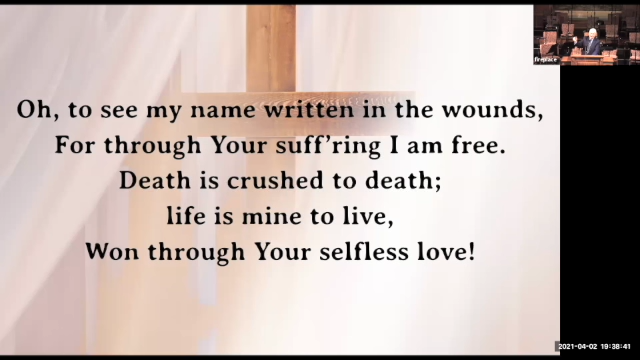 Oh, to see my name written in the wounds,
For through Your suff'ring I am free.
Death is crushed to death;
life is mine to live,
Won through Your selfless love!
fireplace
2021-04-02 19:38:41